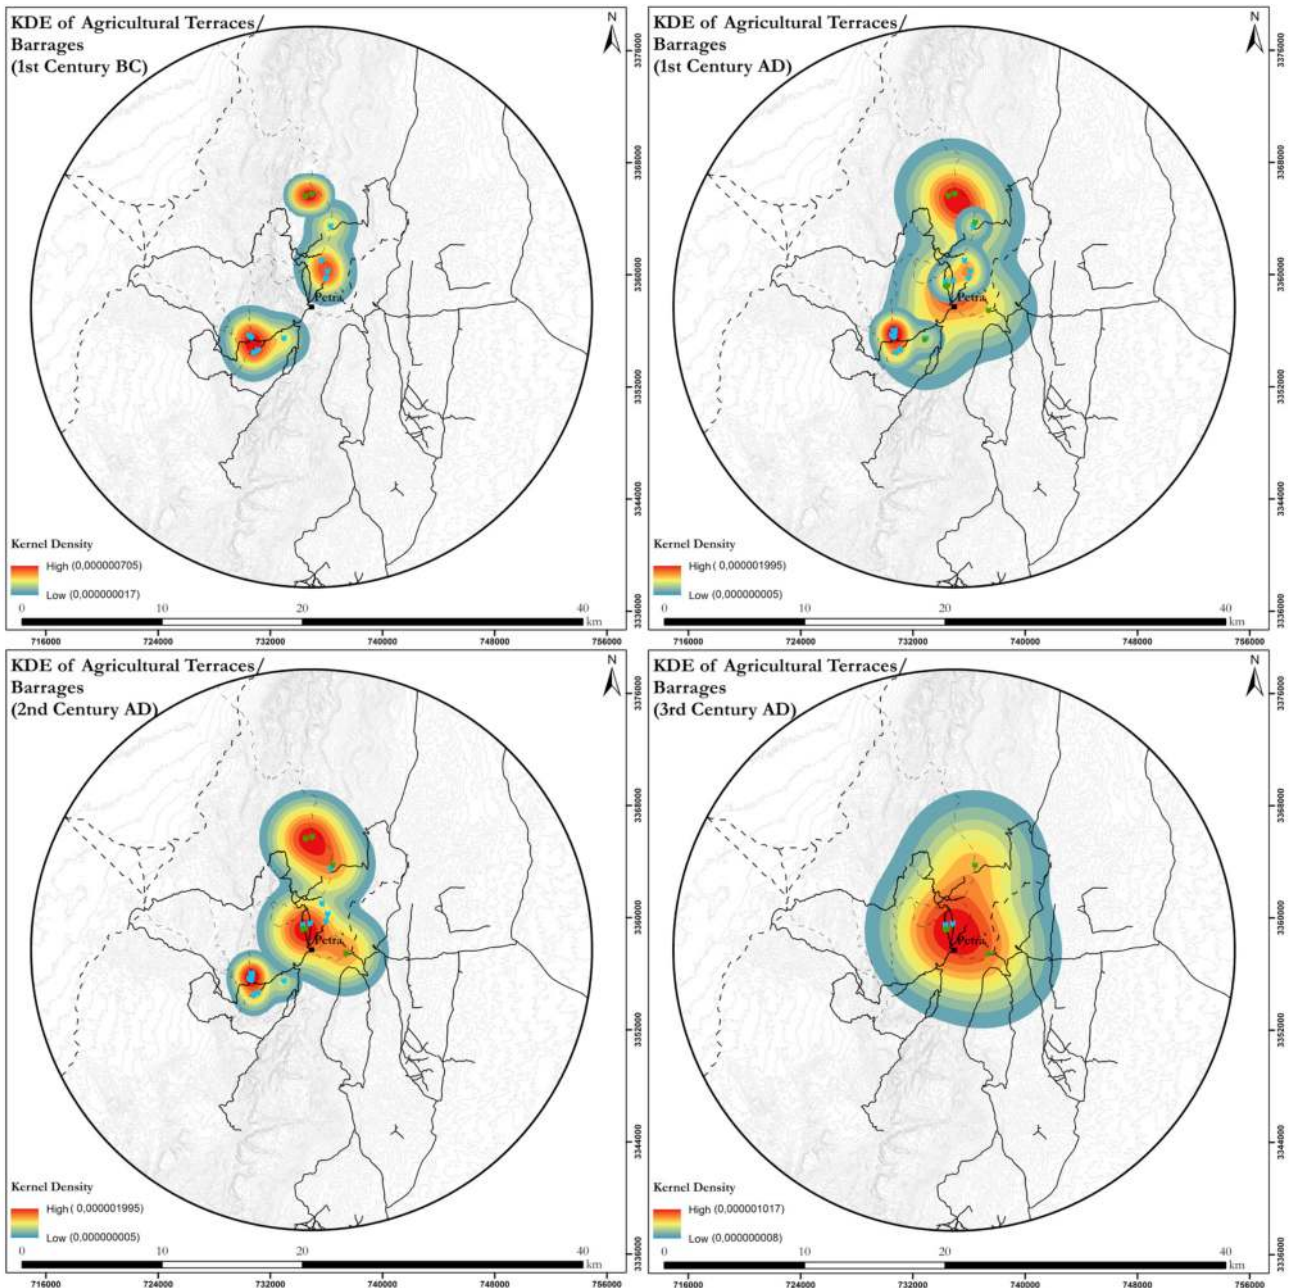 KDE of Agricultural Terraces/
Barrages
(1st Century BC)
N
3376000
3368000
3360000
3352000
3344000
3336000
Petra
Kernel Density
High (0,000000705)
Low (0,000000017)
0 10 20 40
km
716000 724000 732000 740000 748000 756000
KDE of Agricultural Terraces/
Barrages
(1st Century AD)
N
3376000
3368000
3360000
3352000
3344000
3336000
Petra
Kernel Density
High ( 0,000001995)
Low (0,000000005)
0 10 20 40
km
716000 724000 732000 740000 748000 756000
KDE of Agricultural Terraces/
Barrages
(2nd Century AD)
N
3376000
3368000
3360000
3352000
3344000
3336000
Petra
Kernel Density
High ( 0,000001995)
Low (0,000000005)
0 10 20 40
km
716000 724000 732000 740000 748000 756000
KDE of Agricultural Terraces/
Barrages
(3rd Century AD)
N
3376000
3368000
3360000
3352000
3344000
3336000
Petra
Kernel Density
High (0,000001017)
Low (0,000000008)
0 10 20 40
km
716000 724000 732000 740000 748000 756000